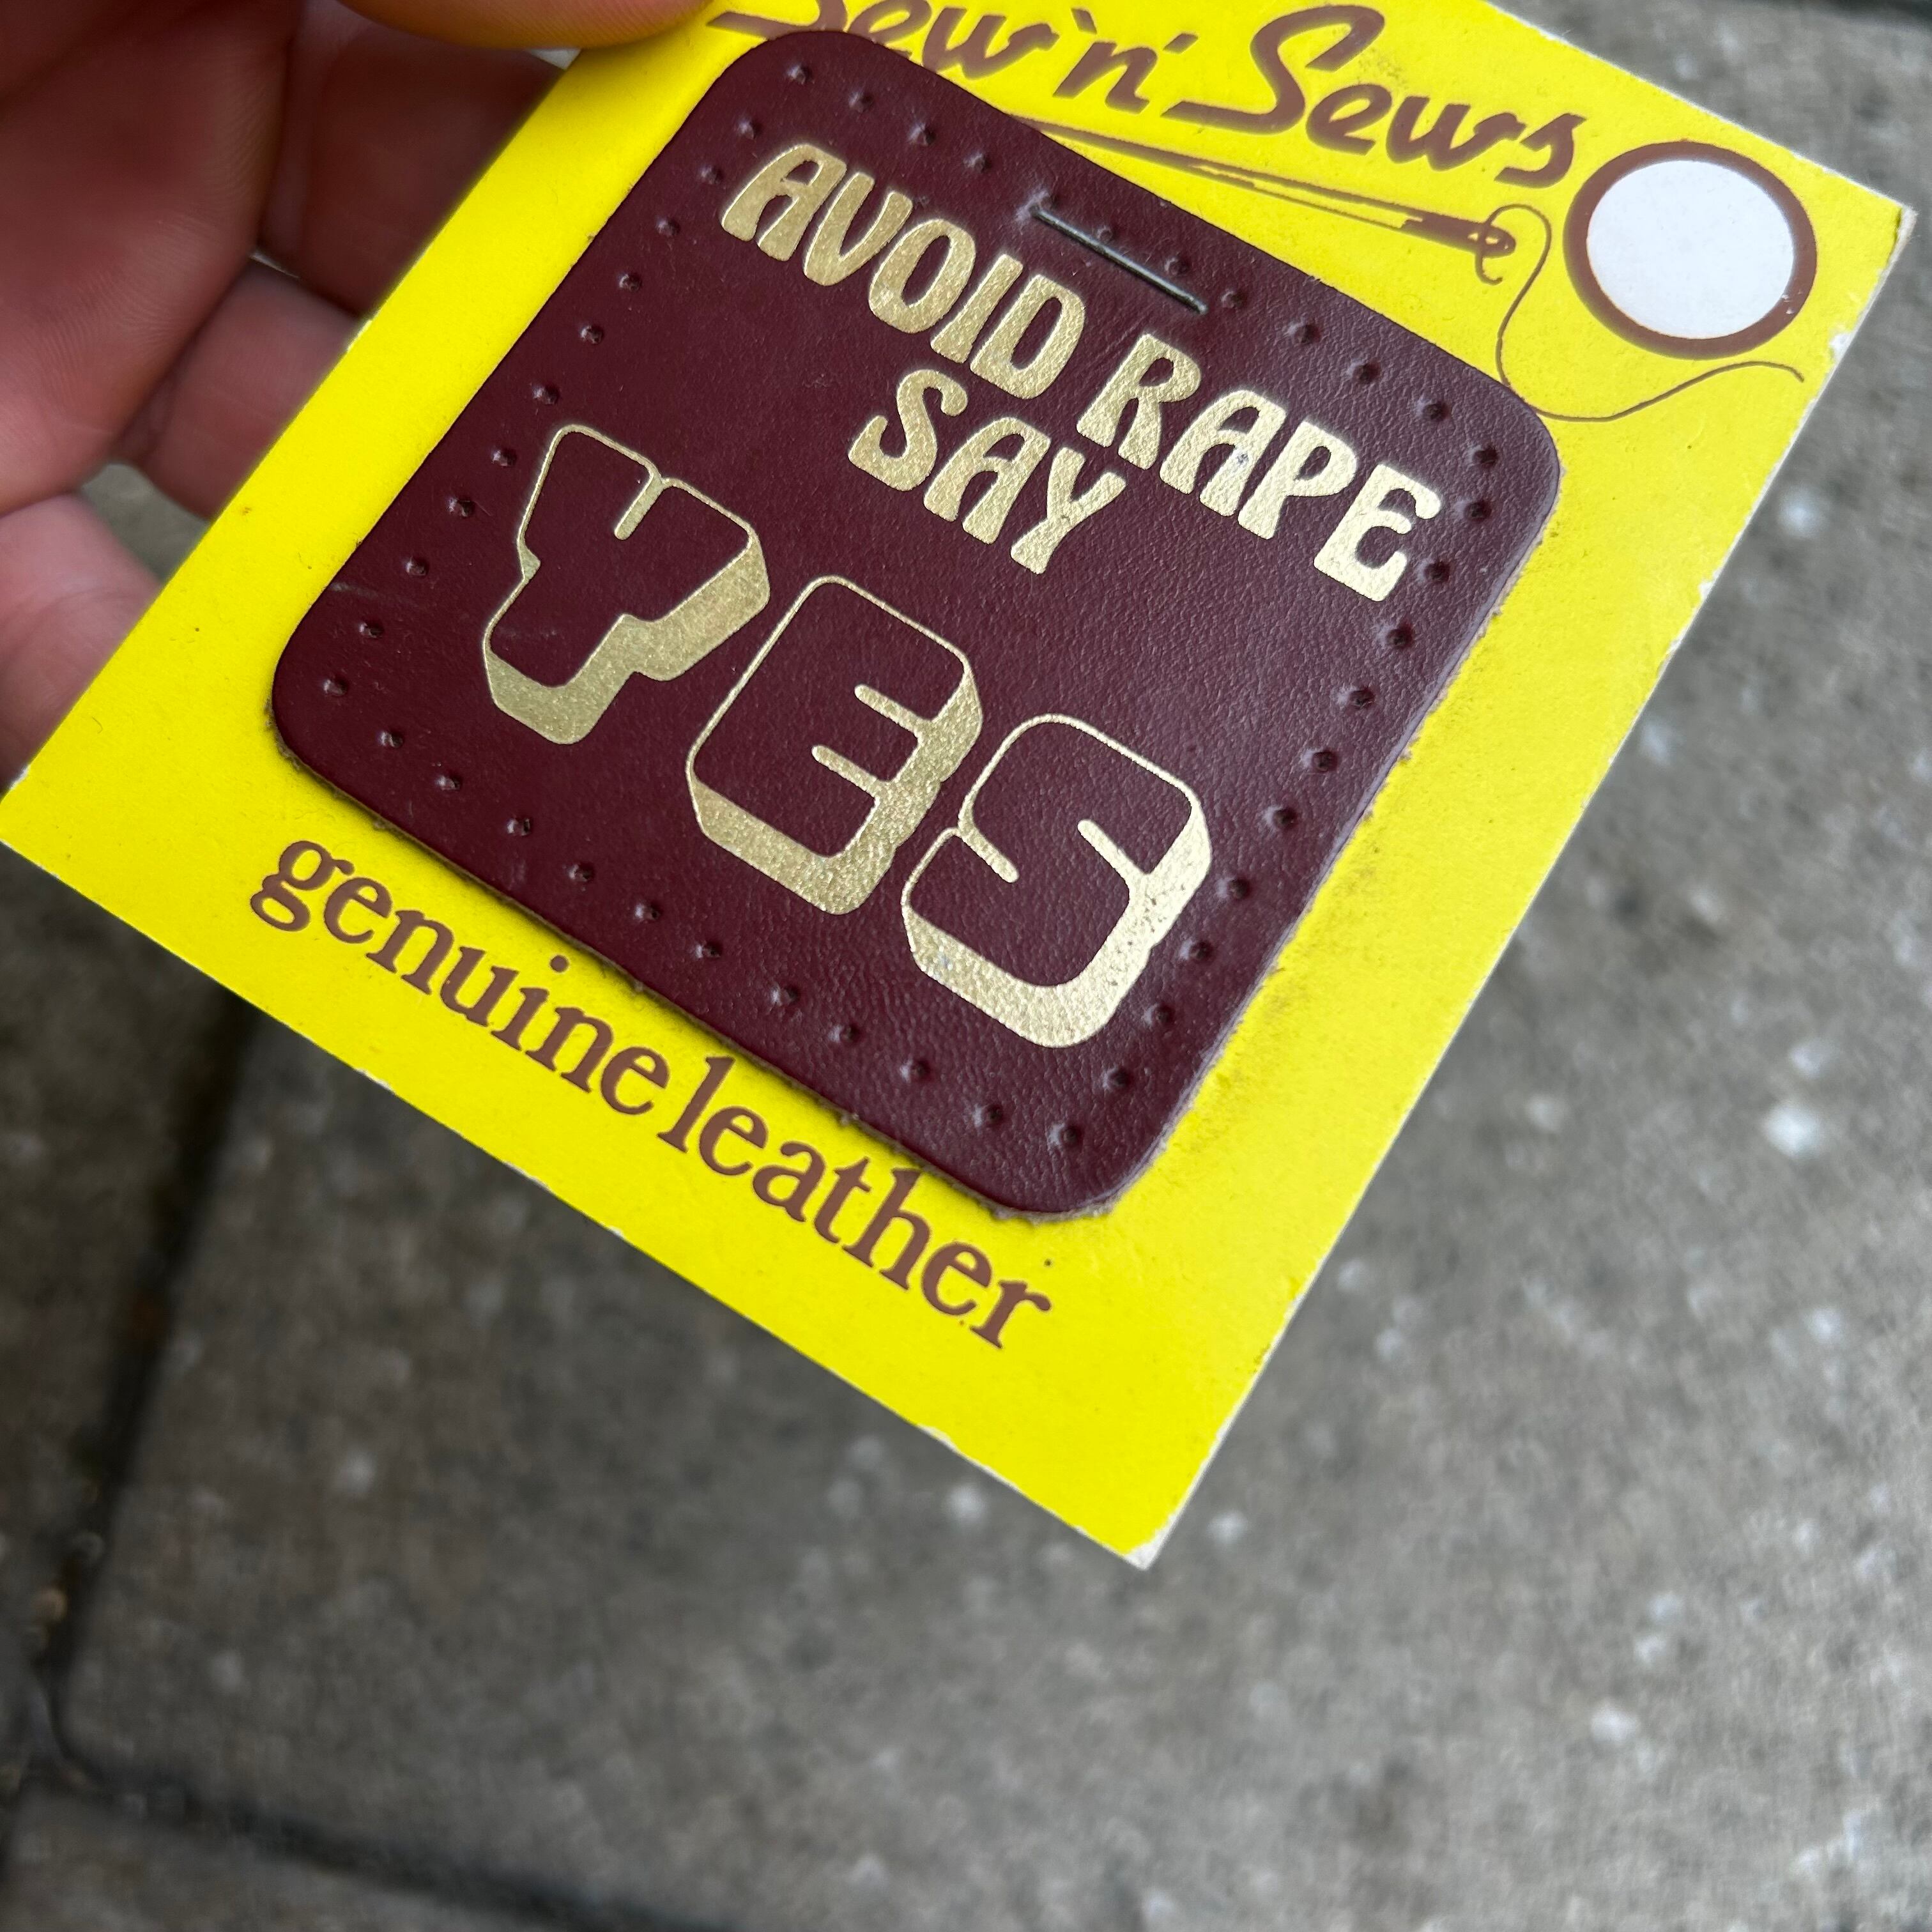 Sew 'n' Sews
AVOID RAPE
SAY
YES
genuine leather